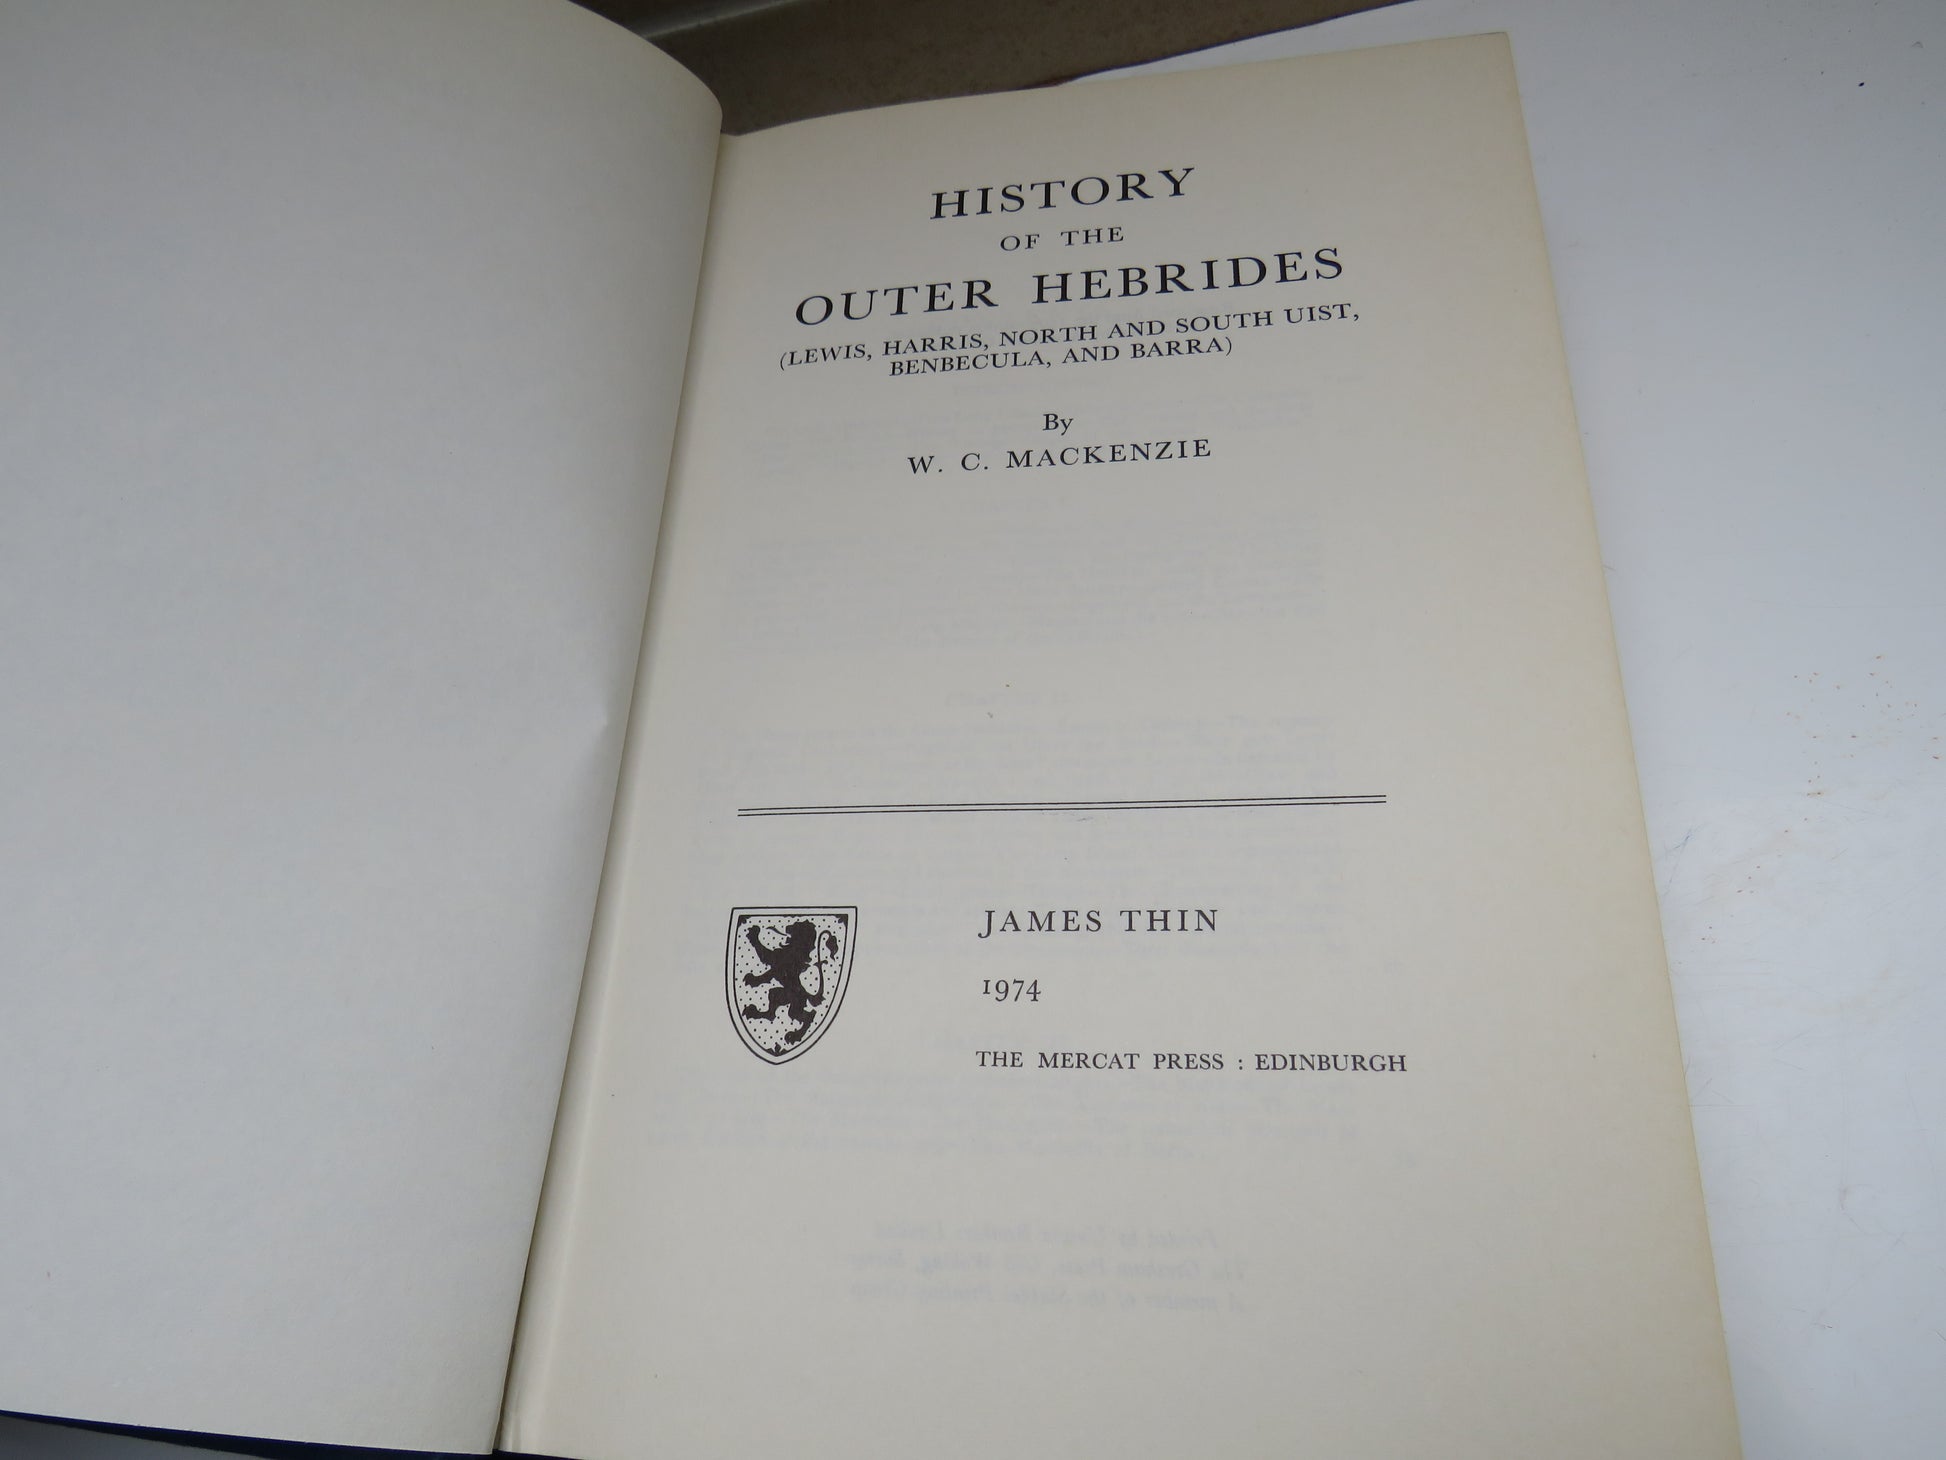 HISTORY
OF THE
OUTER HEBRIDES
(LEWIS, HARRIS, NORTH AND SOUTH UIST,
BENBECULA, AND BARRA)
By
W. C. MACKENZIE
JAMES THIN
1974
THE MERCAT PRESS : EDINBURGH